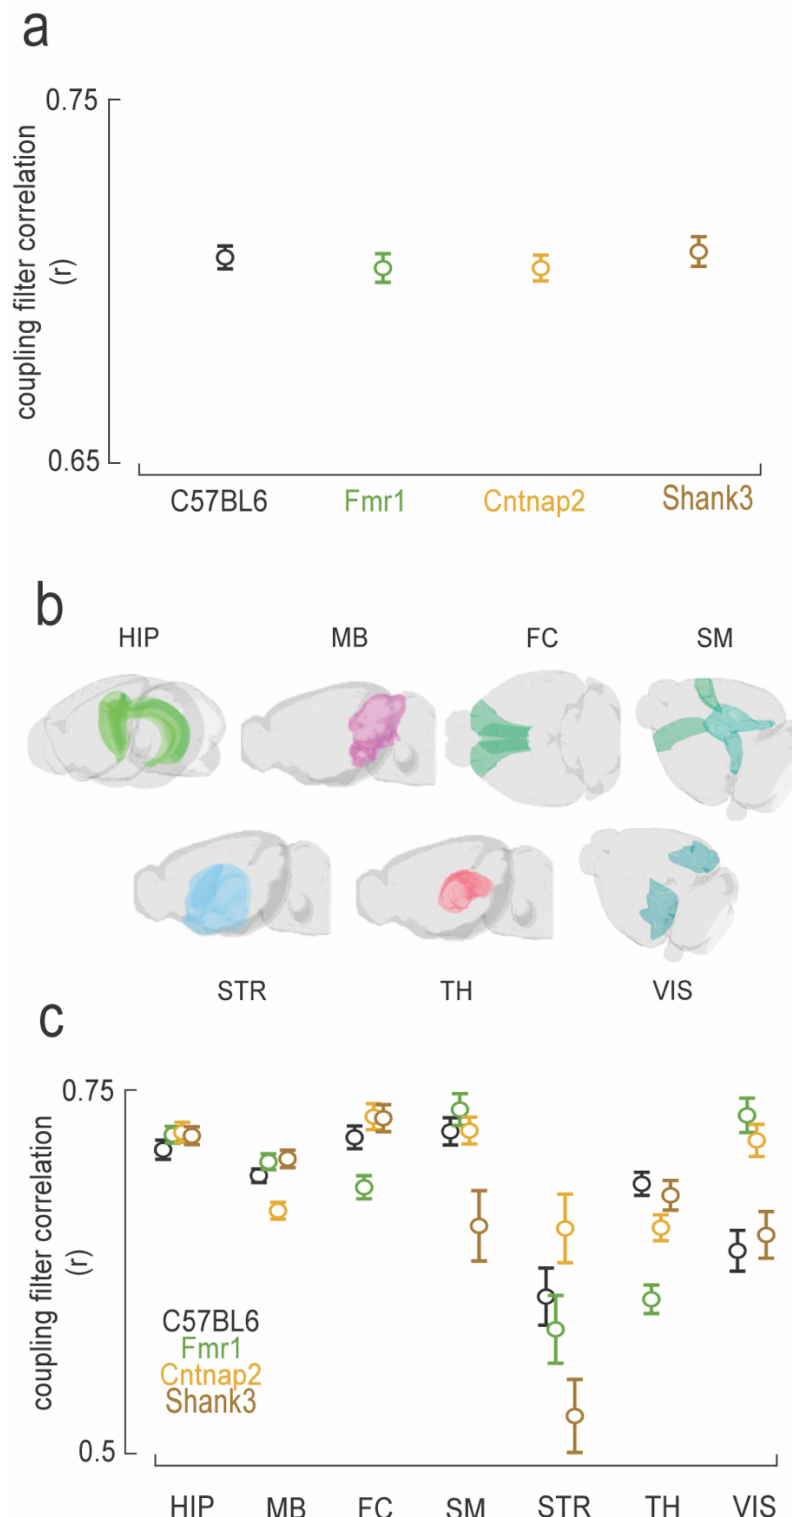 a
0.75
coupling filter correlation
(r)
0.65
C57BL6 Fmr1 Cntnap2 Shank3
b
HIP MB FC SM
STR TH VIS
c
0.75
coupling filter correlation
(r)
C57BL6
Fmr1
Cntnap2
Shank3
0.5
HIP MB FC SM STR TH VIS